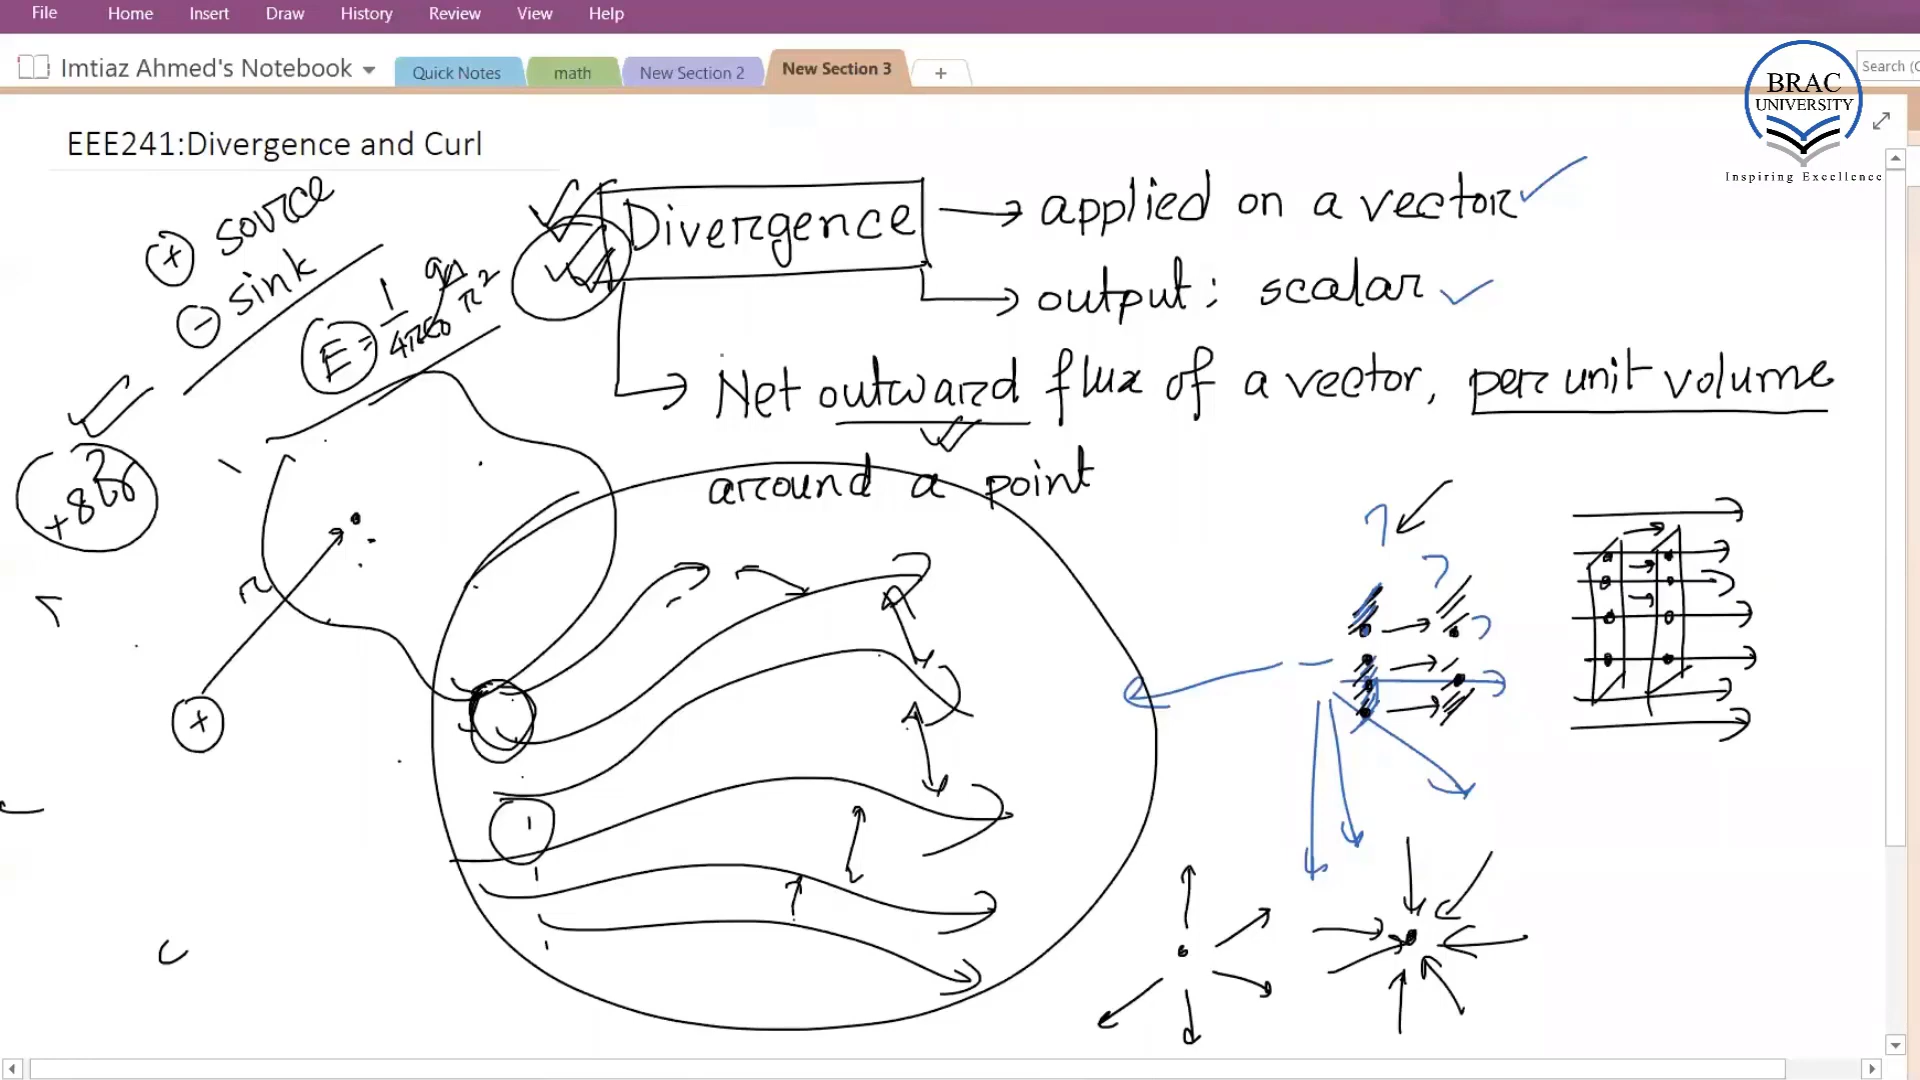 File Home Insert Draw History Review View Help
Imtiaz Ahmed's Notebook Quick Notes math New Section 2 New Section 3 +
Search (
BRAC
UNIVERSITY
Inspiring Excellence
EEE241:Divergence and Curl
+ source
- sink
Divergence → applied on a vector
→ output: scalar
→ Net outward flux of a vector, per unit volume
around a point
+